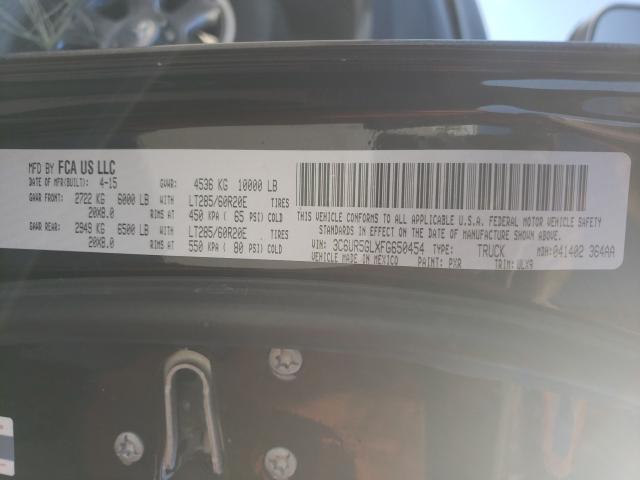 MFD BY FCA US LLC
DATE OF MFR(BUILT): 4-15 GVWR: 4536 KG 10000 LB
GAWR FRONT: 2722 KG 6000 LB WITH LT285/60R20E TIRES
20X8.0 RIMS AT 450 KPA ( 65 PSI) COLD
GAWR REAR: 2949 KG 6500 LB WITH LT285/60R20E TIRES
20X8.0 RIMS AT 550 KPA ( 80 PSI) COLD
THIS VEHICLE CONFORMS TO ALL APPLICABLE U.S.A. FEDERAL MOTOR VEHICLE SAFETY
STANDARDS IN EFFECT ON THE DATE OF MANUFACTURE SHOWN ABOVE.
VIN: 3C6UR5GLXFG650454 TYPE: TRUCK MDH: 041402 364AA
VEHICLE MADE IN MEXICO PAINT: PXR TRIM: VLX9